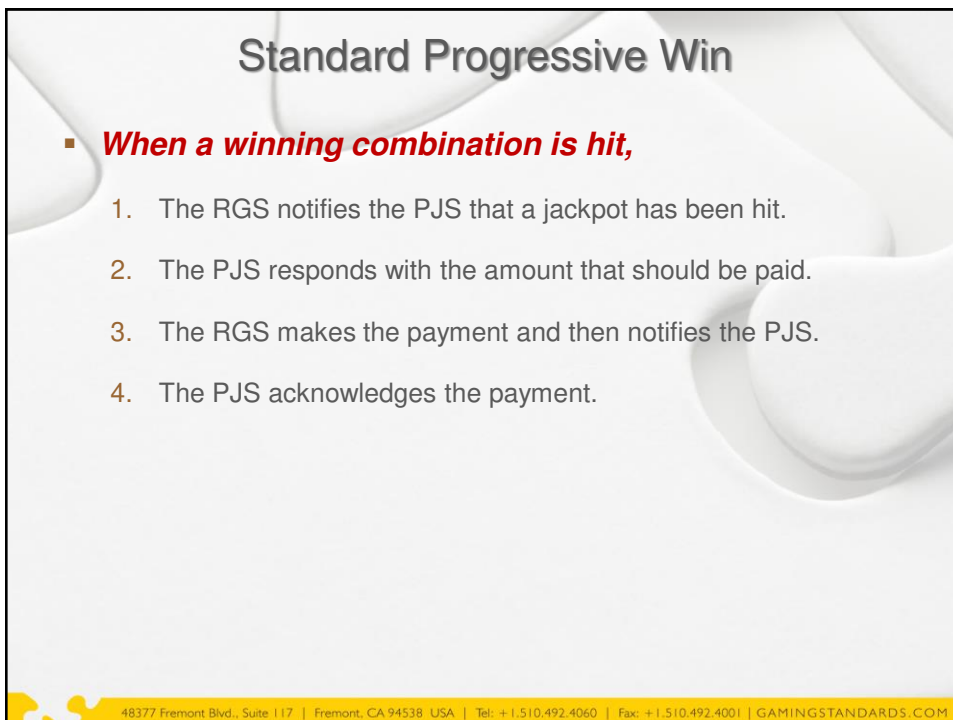 Standard Progressive Win
▪ When a winning combination is hit,
1. The RGS notifies the PJS that a jackpot has been hit.
2. The PJS responds with the amount that should be paid.
3. The RGS makes the payment and then notifies the PJS.
4. The PJS acknowledges the payment.
48377 Fremont Blvd., Suite 117 | Fremont, CA 94538 USA | Tel: +1.510.492.4060 | Fax: +1.510.492.4001 | GAMINGSTANDARDS.COM